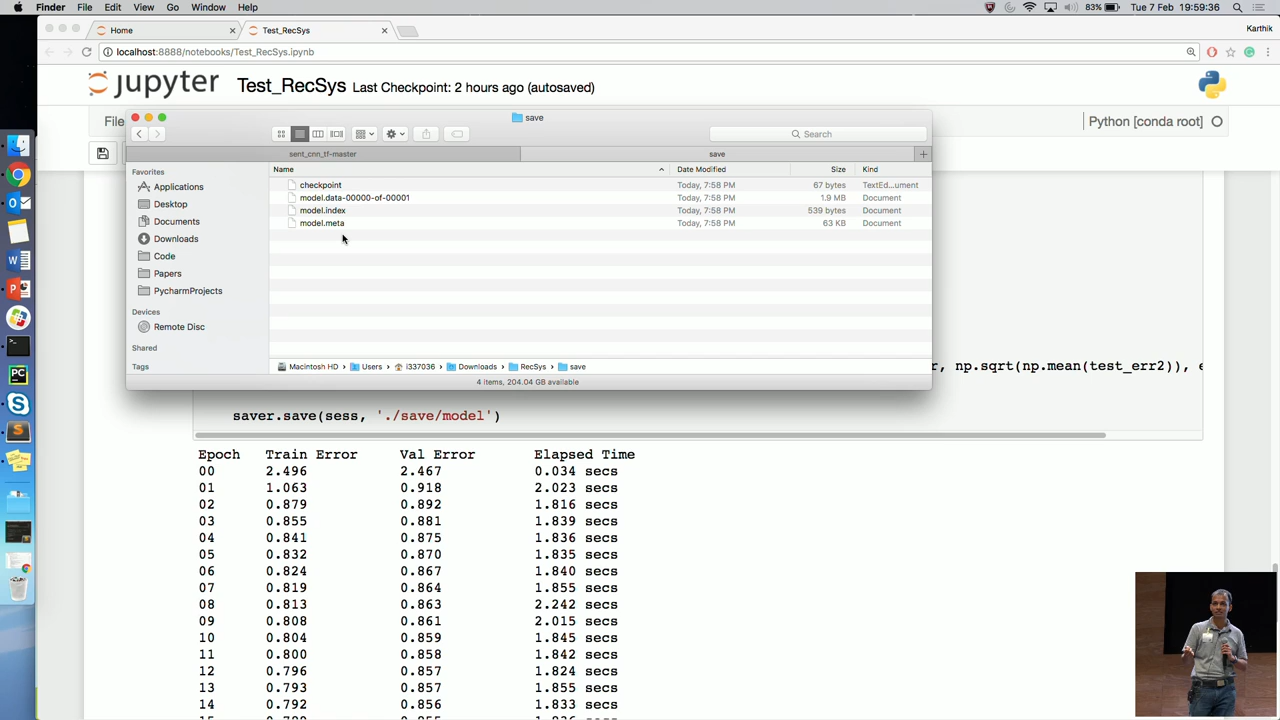 Finder File Edit View Go Window Help 83% Tue 7 Feb 19:59:36
Home Test_RecSys Karthik
localhost:8888/notebooks/Test_RecSys.ipynb
jupyter Test_RecSys Last Checkpoint: 2 hours ago (autosaved)
File Python [conda root]
save
Search
sent_cnn_tf-master save
Favorites
Applications
Desktop
Documents
Downloads
Code
Papers
PycharmProjects
Devices
Remote Disc
Shared
Tags
Name Date Modified Size Kind
checkpoint Today, 7:58 PM 67 bytes TextEd...ument
model.data-00000-of-00001 Today, 7:58 PM 1.9 MB Document
model.index Today, 7:58 PM 539 bytes Document
model.meta Today, 7:58 PM 63 KB Document
Macintosh HD Users i337036 Downloads RecSys save
4 items, 204.04 GB available
r, np.sqrt(np.mean(test_err2)), e
saver.save(sess, './save/model')
Epoch Train Error Val Error Elapsed Time
00 2.496 2.467 0.034 secs
01 1.063 0.918 2.023 secs
02 0.879 0.892 1.816 secs
03 0.855 0.881 1.839 secs
04 0.841 0.875 1.836 secs
05 0.832 0.870 1.835 secs
06 0.824 0.867 1.840 secs
07 0.819 0.864 1.855 secs
08 0.813 0.863 2.242 secs
09 0.808 0.861 2.015 secs
10 0.804 0.859 1.845 secs
11 0.800 0.858 1.842 secs
12 0.796 0.857 1.824 secs
13 0.793 0.857 1.855 secs
14 0.792 0.856 1.833 secs